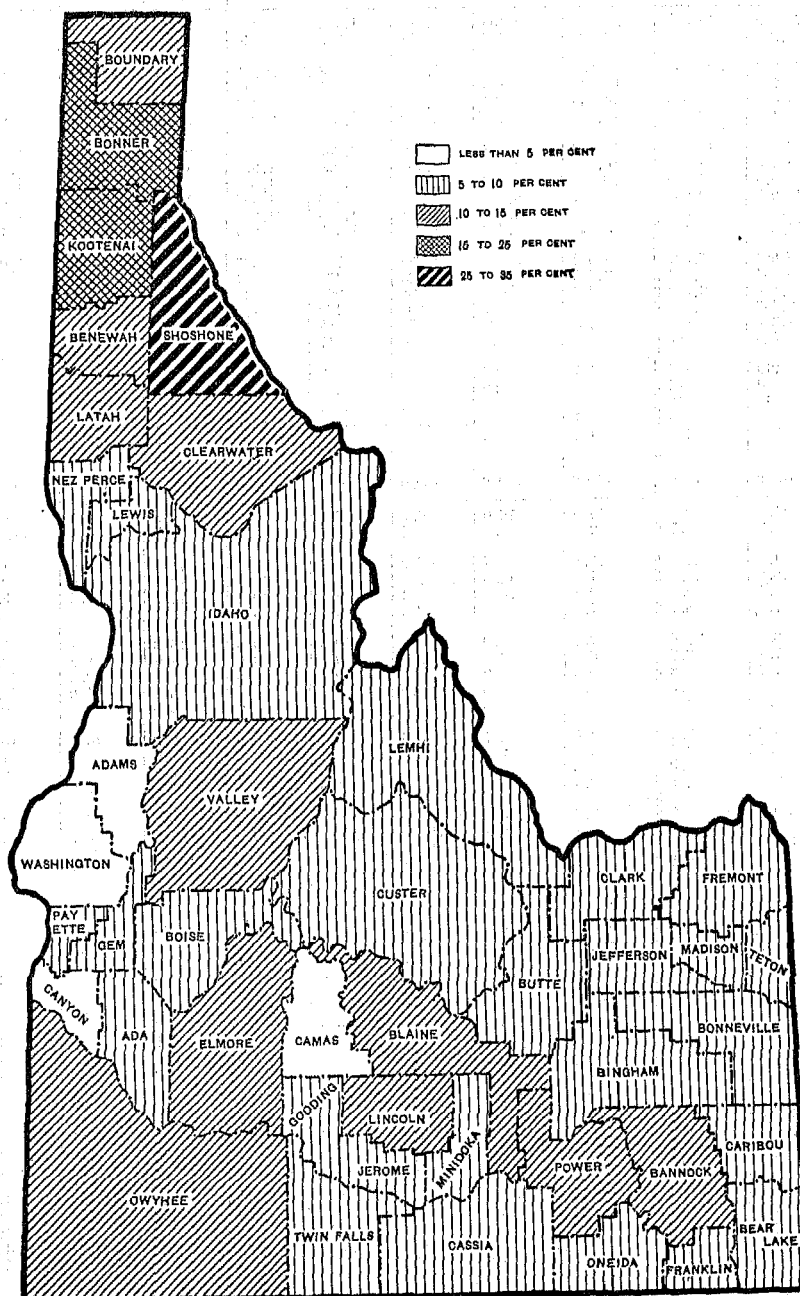 BOUNDARY
BONNER
LESS THAN 5 PER CENT
5 TO 10 PER CENT
10 TO 15 PER CENT
15 TO 25 PER CENT
25 TO 35 PER CENT
KOOTENAI
BENEWAH
SHOSHONE
LATAH
CLEARWATER
NEZ PERCE
LEWIS
IDAHO
ADAMS
LEMHI
VALLEY
WASHINGTON
CUSTER
CLARK
FREMONT
PAY
ETTE
GEM
BOISE
JEFFERSON
MADISON
TETON
BUTTE
CANYON
ADA
ELMORE
CAMAS
BLAINE
BONNEVILLE
BINGHAM
GOODING
LINCOLN
MINIDOKA
JEROME
POWER
BANNOCK
CARIBOU
OWYHEE
TWIN FALLS
CASSIA
ONEIDA
FRANKLIN
BEAR
LAKE